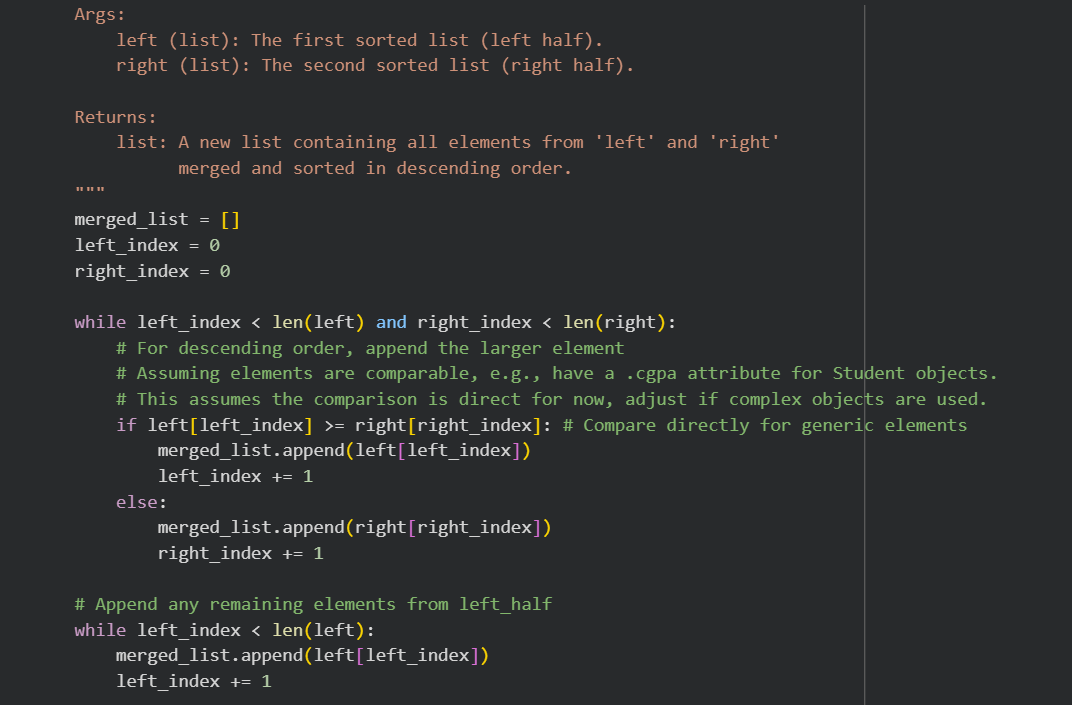 Args:
    left (list): The first sorted list (left half).
    right (list): The second sorted list (right half).

Returns:
    list: A new list containing all elements from 'left' and 'right'
          merged and sorted in descending order.
"""
merged_list = []
left_index = 0
right_index = 0

while left_index < len(left) and right_index < len(right):
    # For descending order, append the larger element
    # Assuming elements are comparable, e.g., have a .cgpa attribute for Student objects.
    # This assumes the comparison is direct for now, adjust if complex objects are used.
    if left[left_index] >= right[right_index]: # Compare directly for generic elements
        merged_list.append(left[left_index])
        left_index += 1
    else:
        merged_list.append(right[right_index])
        right_index += 1

# Append any remaining elements from left_half
while left_index < len(left):
    merged_list.append(left[left_index])
    left_index += 1